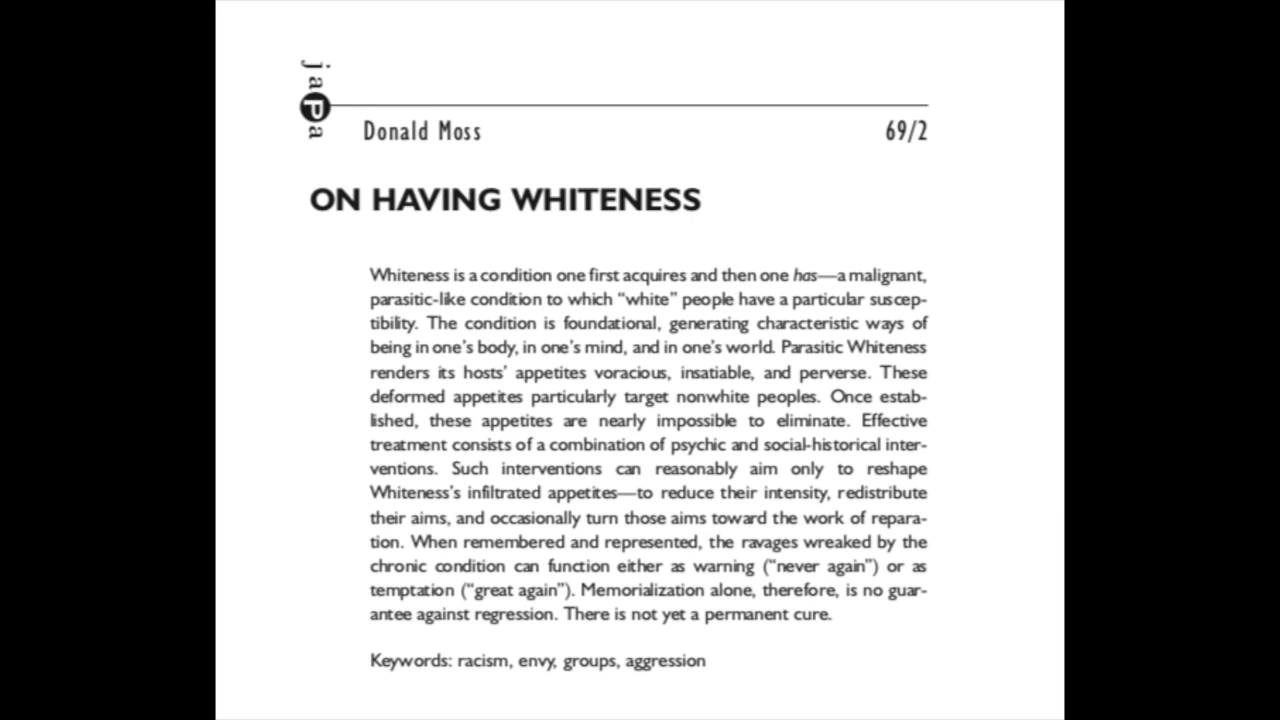 japa
Donald Moss 69/2
ON HAVING WHITENESS
Whiteness is a condition one first acquires and then one has—a malignant,
parasitic-like condition to which “white” people have a particular suscep-
tibility. The condition is foundational, generating characteristic ways of
being in one’s body, in one’s mind, and in one’s world. Parasitic Whiteness
renders its hosts’ appetites voracious, insatiable, and perverse. These
deformed appetites particularly target nonwhite peoples. Once estab-
lished, these appetites are nearly impossible to eliminate. Effective
treatment consists of a combination of psychic and social-historical inter-
ventions. Such interventions can reasonably aim only to reshape
Whiteness’s infiltrated appetites—to reduce their intensity, redistribute
their aims, and occasionally turn those aims toward the work of repara-
tion. When remembered and represented, the ravages wreaked by the
chronic condition can function either as warning (“never again”) or as
temptation (“great again”). Memorialization alone, therefore, is no guar-
antee against regression. There is not yet a permanent cure.
Keywords: racism, envy, groups, aggression